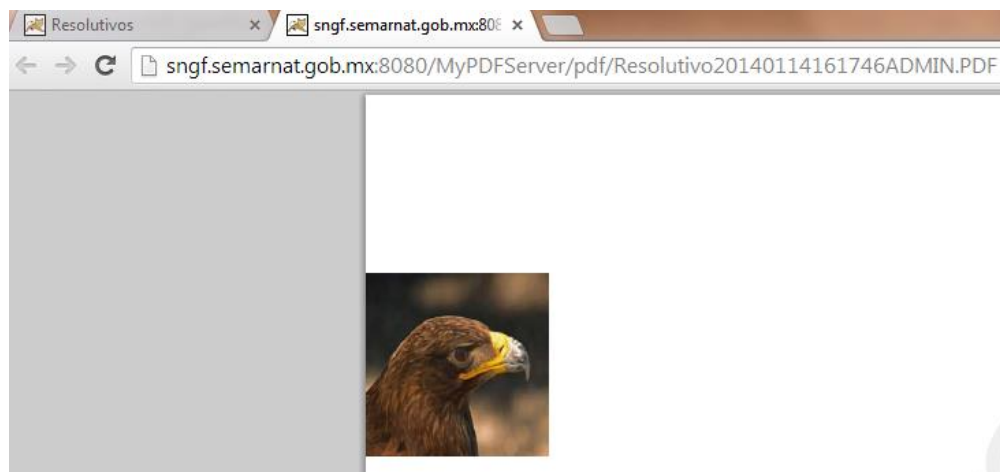 Resolutivos
sngf.semarnat.gob.mx:808
sngf.semarnat.gob.mx:8080/MyPDFServer/pdf/Resolutivo20140114161746ADMIN.PDF